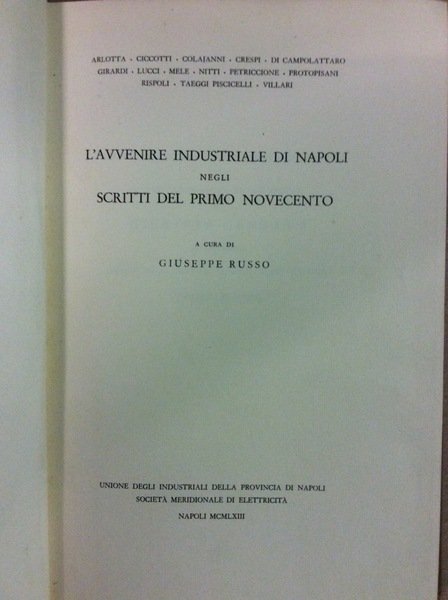 ARLOTTA - CICCOTTI - COLAJANNI - CRESPI - DI CAMPOLATTARO
GIRARDI - LUCCI - MELE - NITTI - PETRICCIONE - PROTOPISANI
RISPOLI - TAEGGI PISCICELLI - VILLARI
L'AVVENIRE INDUSTRIALE DI NAPOLI
NEGLI
SCRITTI DEL PRIMO NOVECENTO
A CURA DI
GIUSEPPE RUSSO
UNIONE DEGLI INDUSTRIALI DELLA PROVINCIA DI NAPOLI
SOCIETÀ MERIDIONALE DI ELETTRICITÀ
NAPOLI MCMLXIII